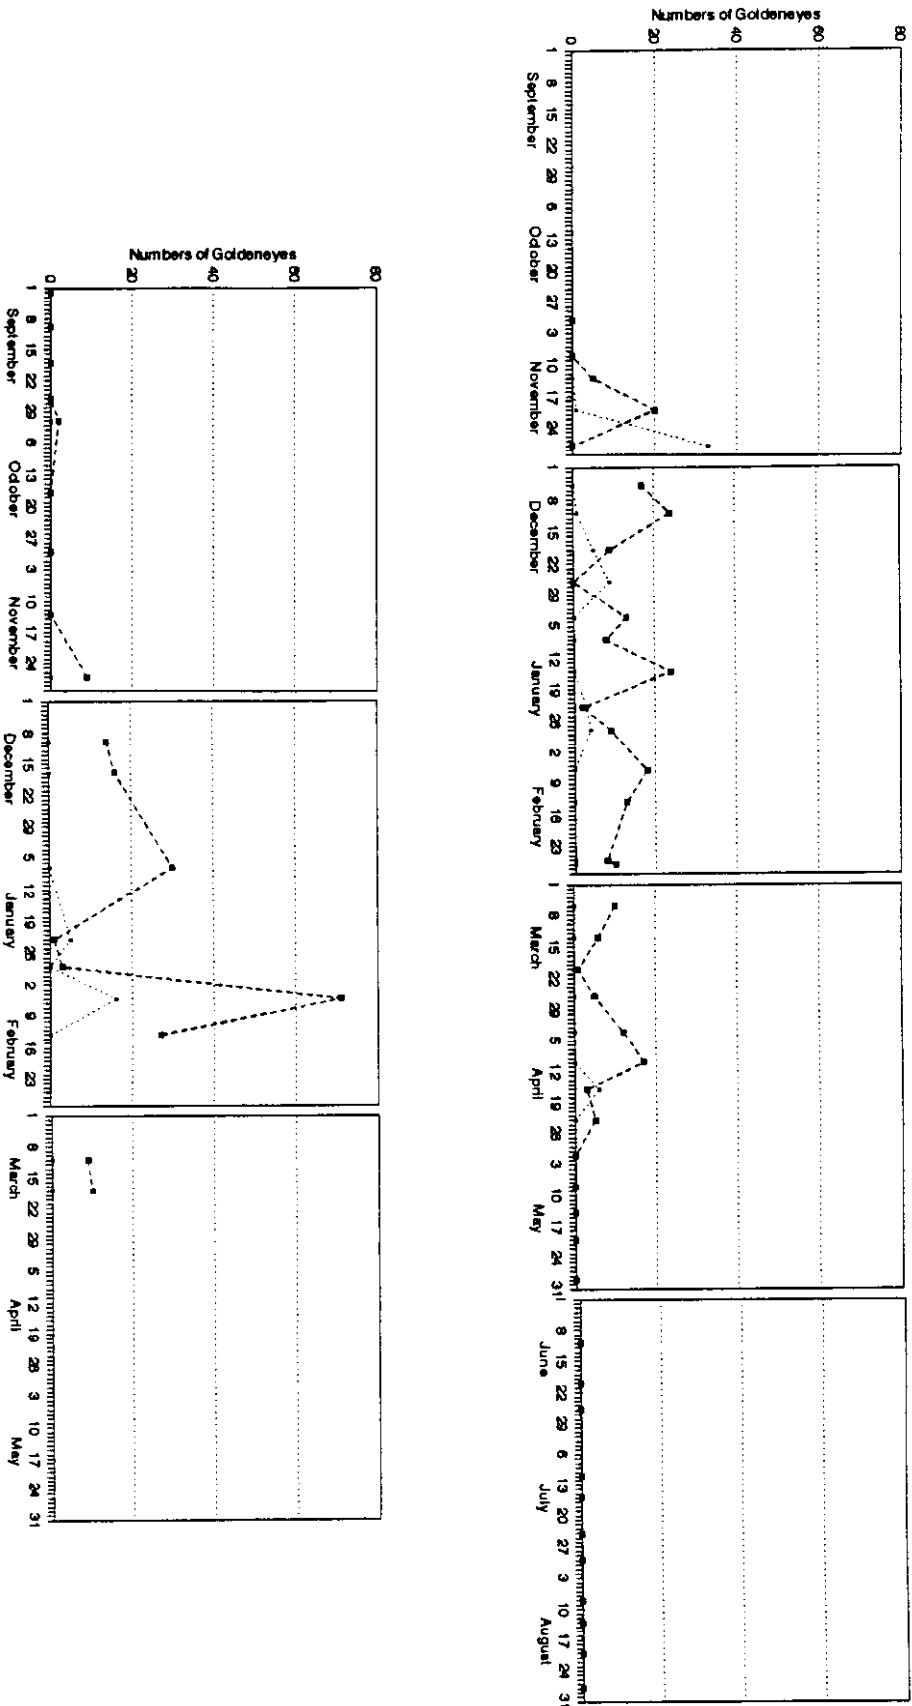 Numbers of Goldeneyes
80
60
40
20
0
1 8 15 22 29 6 13 20 27 3 10 17 24 1 8 15 22 29 5 12 19 26 2 9 16 23 1 8 15 22 29 5 12 19 26 3 10 17 24 31 1 8 15 22 29 6 13 20 27 3 10 17 24 31
September October November December January February March April May June July August
Numbers of Goldeneyes
80
60
40
20
0
1 8 15 22 29 6 13 20 27 3 10 17 24 1 8 15 22 29 5 12 19 26 2 9 16 23 1 8 15 22 29 5 12 19 26 3 10 17 24 31
September October November December January February March April May